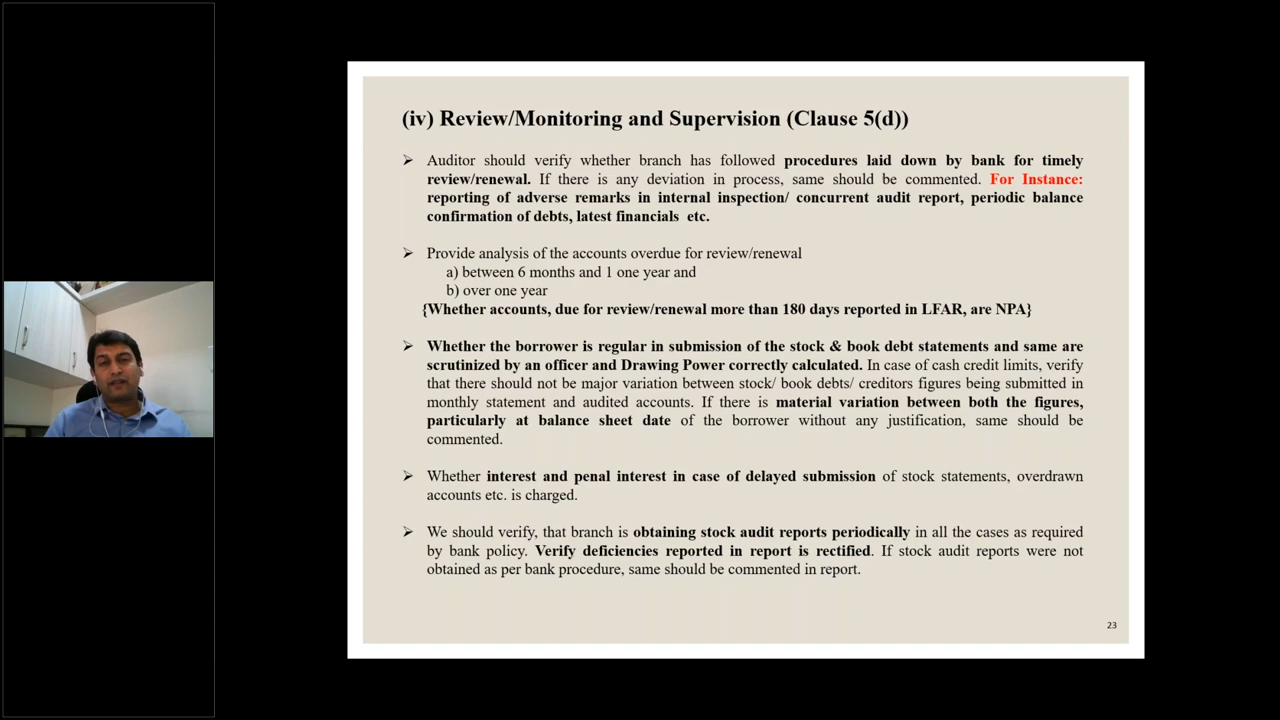 (iv) Review/Monitoring and Supervision (Clause 5(d))
➢ Auditor should verify whether branch has followed procedures laid down by bank for timely
review/renewal. If there is any deviation in process, same should be commented. For Instance:
reporting of adverse remarks in internal inspection/ concurrent audit report, periodic balance
confirmation of debts, latest financials etc.
➢ Provide analysis of the accounts overdue for review/renewal
a) between 6 months and 1 one year and
b) over one year
{Whether accounts, due for review/renewal more than 180 days reported in LFAR, are NPA}
➢ Whether the borrower is regular in submission of the stock & book debt statements and same are
scrutinized by an officer and Drawing Power correctly calculated. In case of cash credit limits, verify
that there should not be major variation between stock/ book debts/ creditors figures being submitted in
monthly statement and audited accounts. If there is material variation between both the figures,
particularly at balance sheet date of the borrower without any justification, same should be
commented.
➢ Whether interest and penal interest in case of delayed submission of stock statements, overdrawn
accounts etc. is charged.
➢ We should verify, that branch is obtaining stock audit reports periodically in all the cases as required
by bank policy. Verify deficiencies reported in report is rectified. If stock audit reports were not
obtained as per bank procedure, same should be commented in report.
23